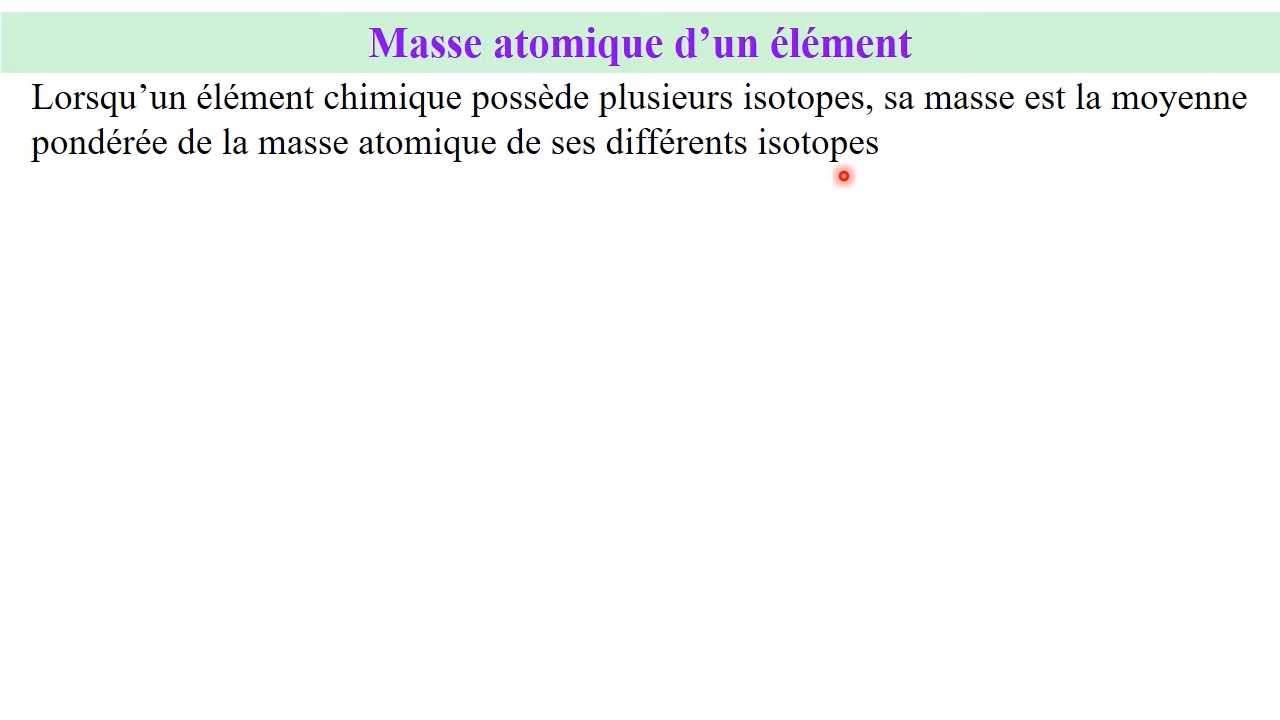 Masse atomique d’un élément
Lorsqu’un élément chimique possède plusieurs isotopes, sa masse est la moyenne
pondérée de la masse atomique de ses différents isotopes